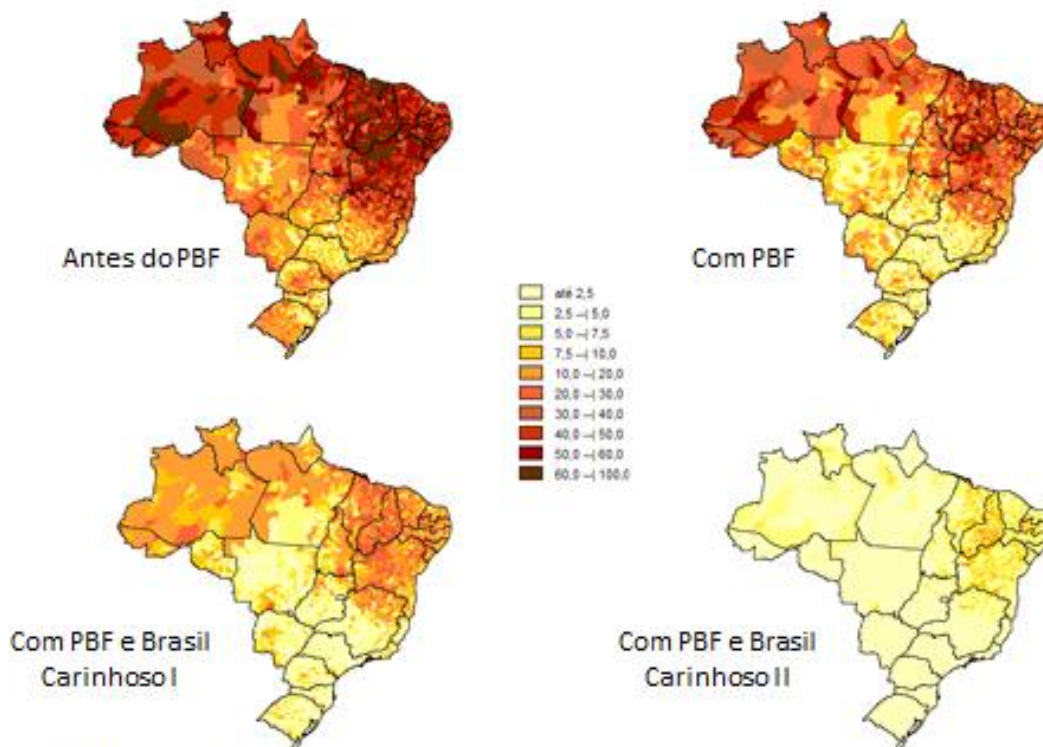 Antes do PBF
Com PBF
até 2,5
2,5 --| 5,0
5,0 --| 7,5
7,5 --| 10,0
10,0 --| 20,0
20,0 --| 30,0
30,0 --| 40,0
40,0 --| 50,0
50,0 --| 60,0
60,0 --| 100,0
Com PBF e Brasil
Carinhoso I
Com PBF e Brasil
Carinhoso II